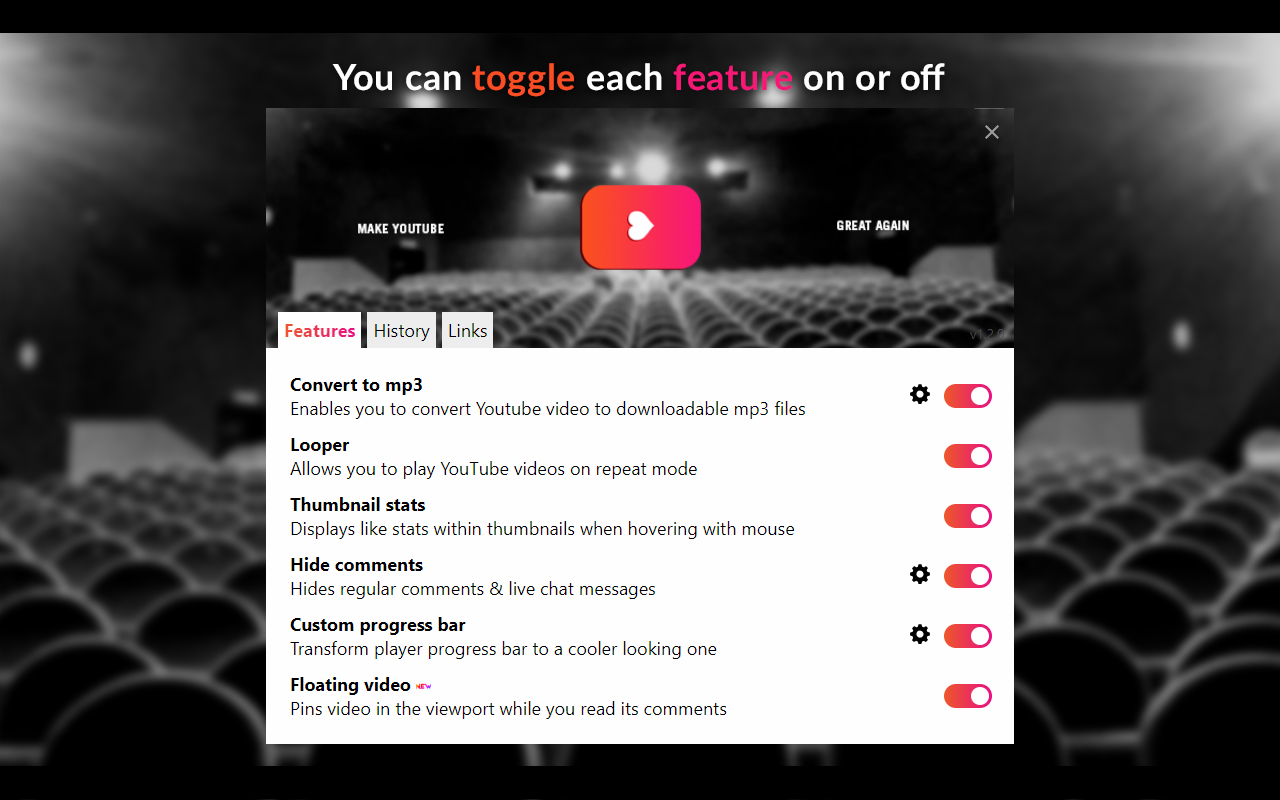 You can toggle each feature on or off
MAKE YOUTUBE
GREAT AGAIN
Features
History
Links
Convert to mp3
Enables you to convert Youtube video to downloadable mp3 files
Looper
Allows you to play YouTube videos on repeat mode
Thumbnail stats
Displays like stats within thumbnails when hovering with mouse
Hide comments
Hides regular comments & live chat messages
Custom progress bar
Transform player progress bar to a cooler looking one
Floating video NEW
Pins video in the viewport while you read its comments